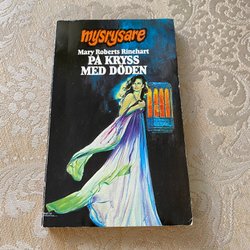 mysrysare
Mary Roberts Rinehart
PÅ KRYSS
MED DÖDEN